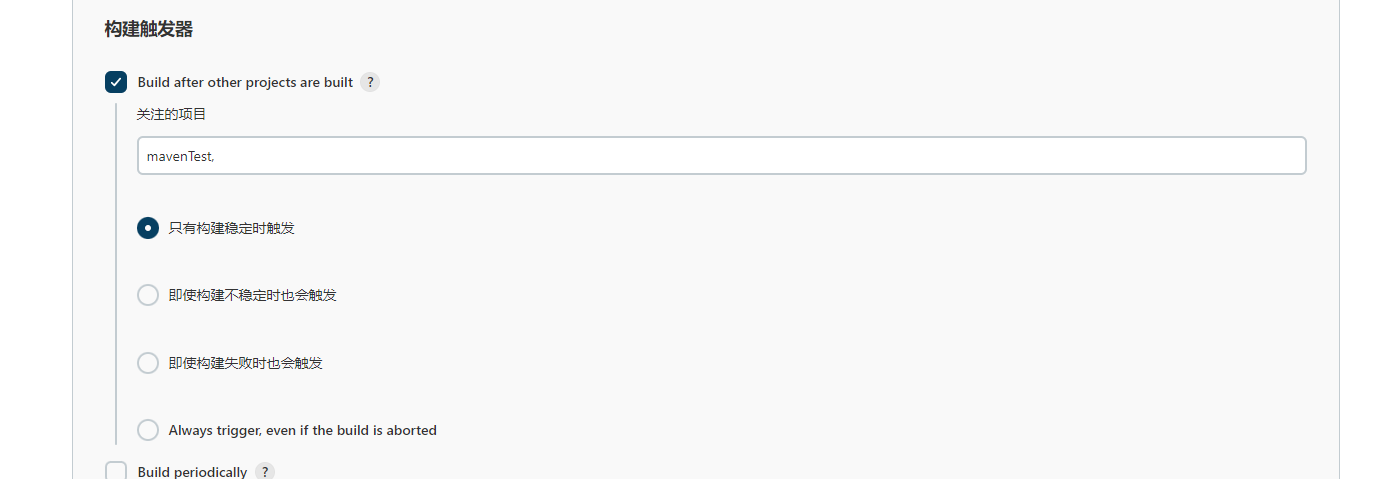 构建触发器
Build after other projects are built ?
关注的项目
mavenTest,
只有构建稳定时触发
即使构建不稳定时也会触发
即使构建失败时也会触发
Always trigger, even if the build is aborted
Build periodically ?